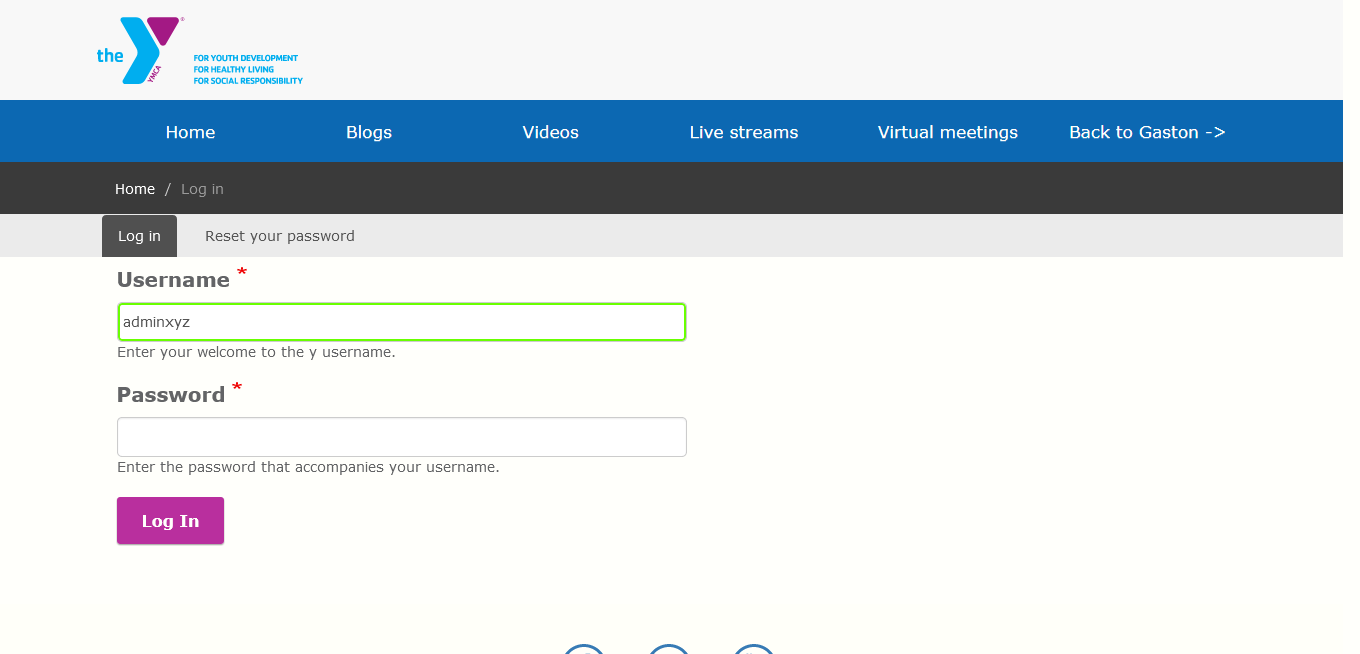 the
YMCA
®
FOR YOUTH DEVELOPMENT
FOR HEALTHY LIVING
FOR SOCIAL RESPONSIBILITY
Home Blogs Videos Live streams Virtual meetings Back to Gaston ->
Home / Log in
Log in Reset your password
Username *
adminxyz
Enter your welcome to the y username.
Password *
Enter the password that accompanies your username.
Log In